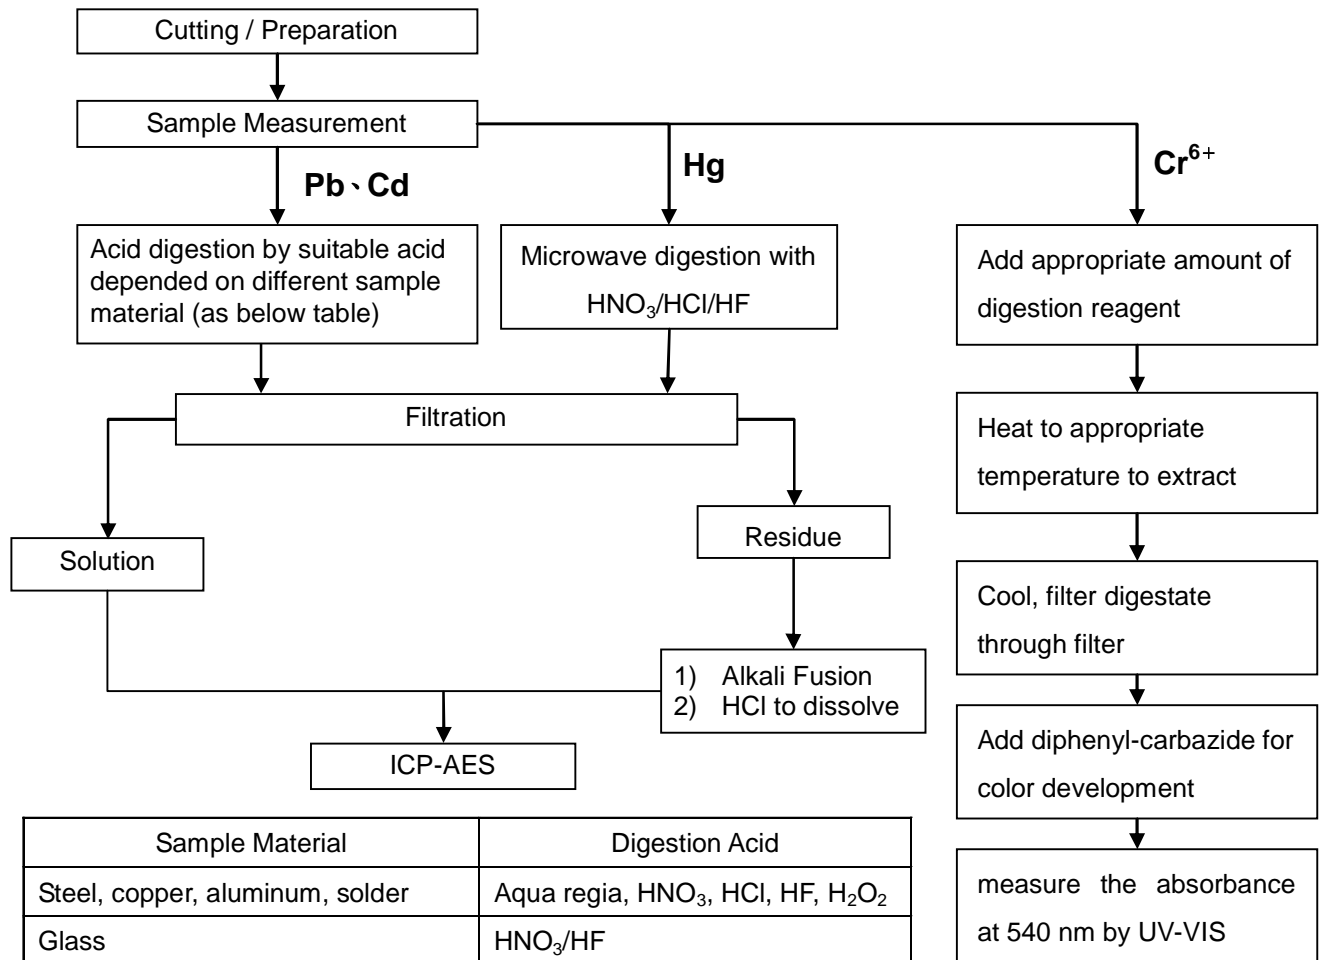 Cutting / Preparation
Sample Measurement
Pb、Cd
Hg
Cr⁶⁺
Acid digestion by suitable acid
depended on different sample
material (as below table)
Microwave digestion with
HNO₃/HCl/HF
Add appropriate amount of
digestion reagent
Filtration
Heat to appropriate
temperature to extract
Solution
Residue
Cool, filter digestate
through filter
1) Alkali Fusion
2) HCl to dissolve
ICP-AES
Add diphenyl-carbazide for
color development
measure the absorbance
at 540 nm by UV-VIS
Sample Material Digestion Acid
Steel, copper, aluminum, solder Aqua regia, HNO₃, HCl, HF, H₂O₂
Glass HNO₃/HF